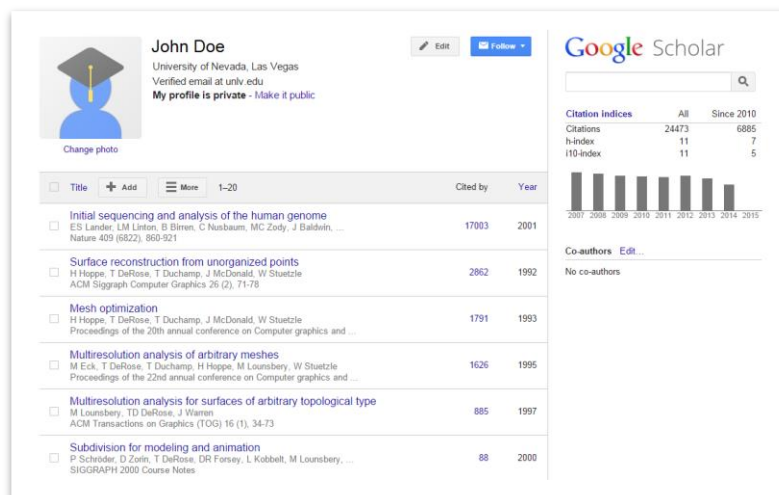 John Doe
University of Nevada, Las Vegas
Verified email at unlv.edu
My profile is private - Make it public
Change photo
Edit
Follow
Title Add More 1–20 Cited by Year
Initial sequencing and analysis of the human genome 17003 2001
ES Lander, LM Linton, B Birren, C Nusbaum, MC Zody, J Baldwin, ...
Nature 409 (6822), 860-921
Surface reconstruction from unorganized points 2862 1992
H Hoppe, T DeRose, T Duchamp, J McDonald, W Stuetzle
ACM Siggraph Computer Graphics 26 (2), 71-78
Mesh optimization 1791 1993
H Hoppe, T DeRose, T Duchamp, J McDonald, W Stuetzle
Proceedings of the 20th annual conference on Computer graphics and ...
Multiresolution analysis of arbitrary meshes 1626 1995
M Eck, T DeRose, T Duchamp, H Hoppe, M Lounsbery, W Stuetzle
Proceedings of the 22nd annual conference on Computer graphics and ...
Multiresolution analysis for surfaces of arbitrary topological type 885 1997
M Lounsbery, TD DeRose, J Warren
ACM Transactions on Graphics (TOG) 16 (1), 34-73
Subdivision for modeling and animation 88 2000
P Schröder, D Zorin, T DeRose, DR Forsey, L Kobbelt, M Lounsbery, ...
SIGGRAPH 2000 Course Notes
Google Scholar
Citation indices All Since 2010
Citations 24473 6885
h-index 11 7
i10-index 11 5
2007 2008 2009 2010 2011 2012 2013 2014 2015
Co-authors Edit...
No co-authors